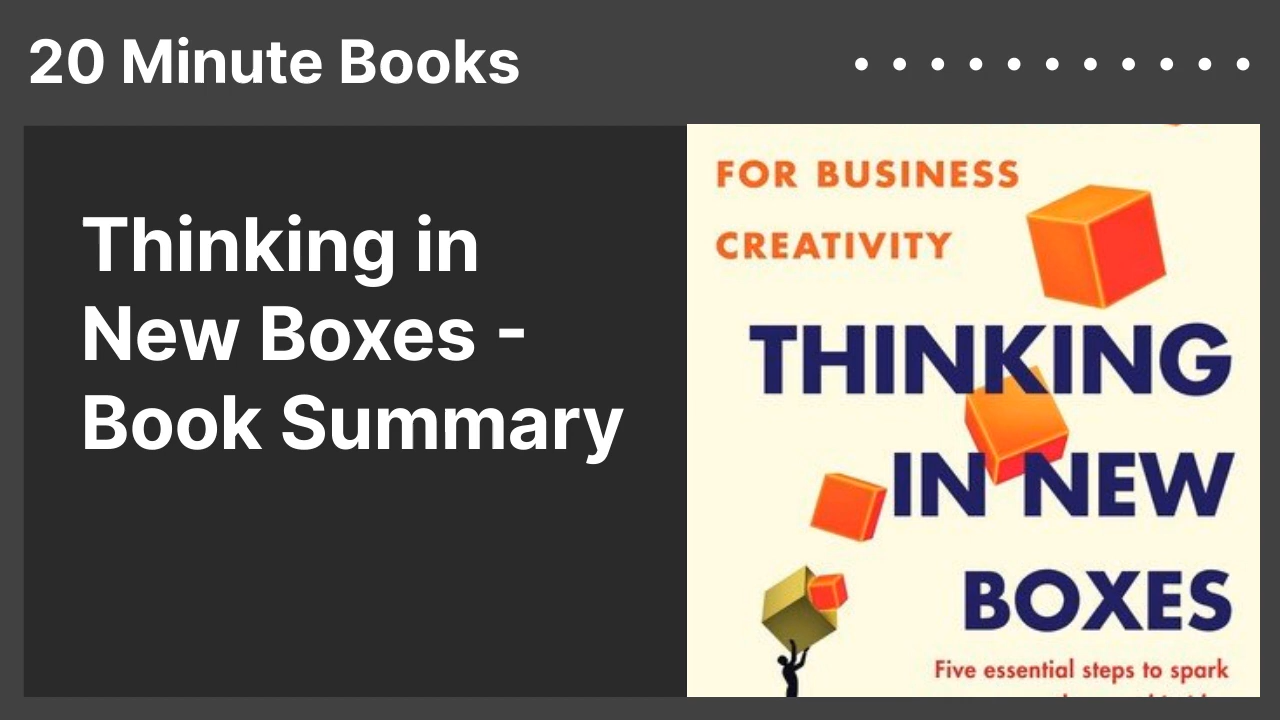 20 Minute Books
Thinking in
New Boxes -
Book Summary
FOR BUSINESS
CREATIVITY
THINKING
IN NEW
BOXES
Five essential steps to spark